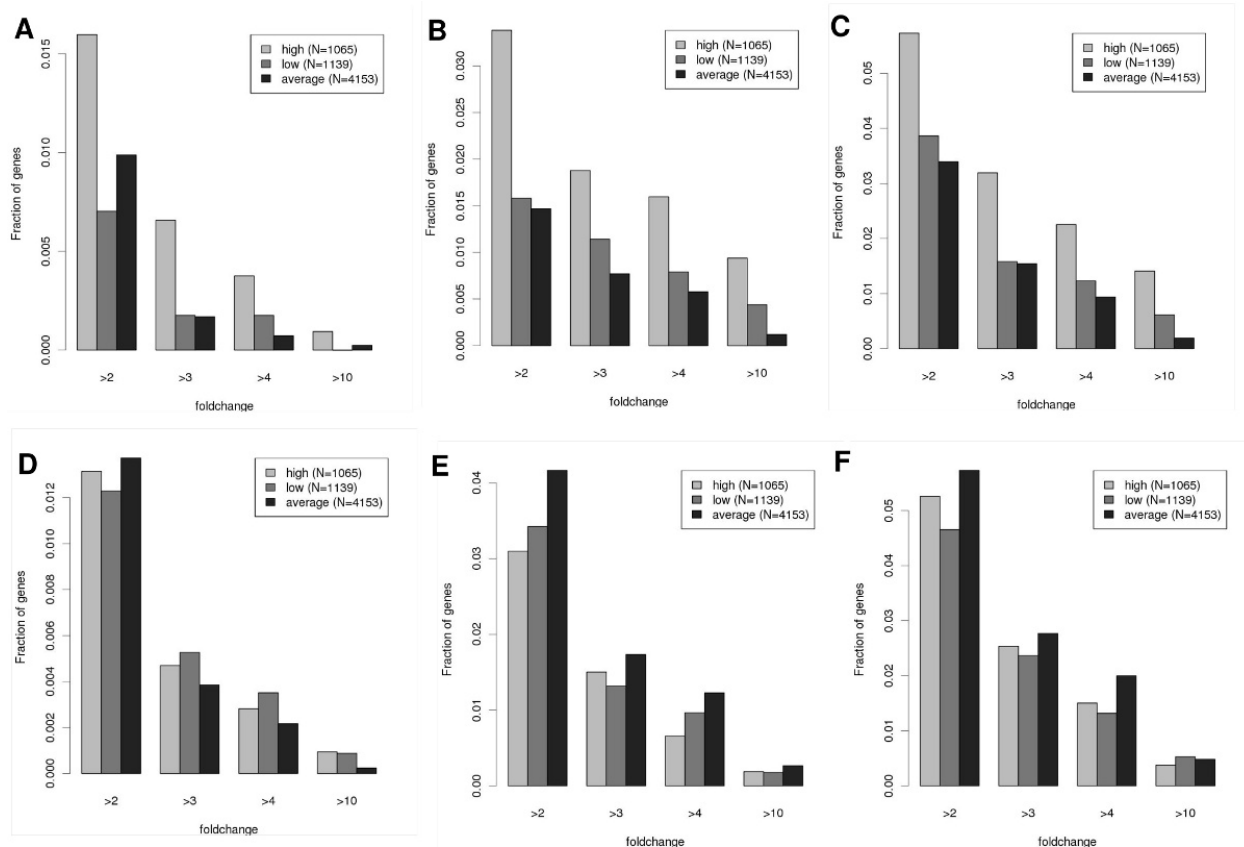 A
Fraction of genes
0.015
0.010
0.005
0.000
high (N=1065)
low (N=1139)
average (N=4153)
>2 >3 >4 >10
foldchange
B
Fraction of genes
0.030
0.025
0.020
0.015
0.010
0.005
0.000
high (N=1065)
low (N=1139)
average (N=4153)
>2 >3 >4 >10
foldchange
C
Fraction of genes
0.05
0.04
0.03
0.02
0.01
0.00
high (N=1065)
low (N=1139)
average (N=4153)
>2 >3 >4 >10
foldchange
D
Fraction of genes
0.012
0.010
0.008
0.006
0.004
0.002
0.000
high (N=1065)
low (N=1139)
average (N=4153)
>2 >3 >4 >10
foldchange
E
Fraction of genes
0.04
0.03
0.02
0.01
0.00
high (N=1065)
low (N=1139)
average (N=4153)
>2 >3 >4 >10
foldchange
F
Fraction of genes
0.05
0.04
0.03
0.02
0.01
0.00
high (N=1065)
low (N=1139)
average (N=4153)
>2 >3 >4 >10
foldchange